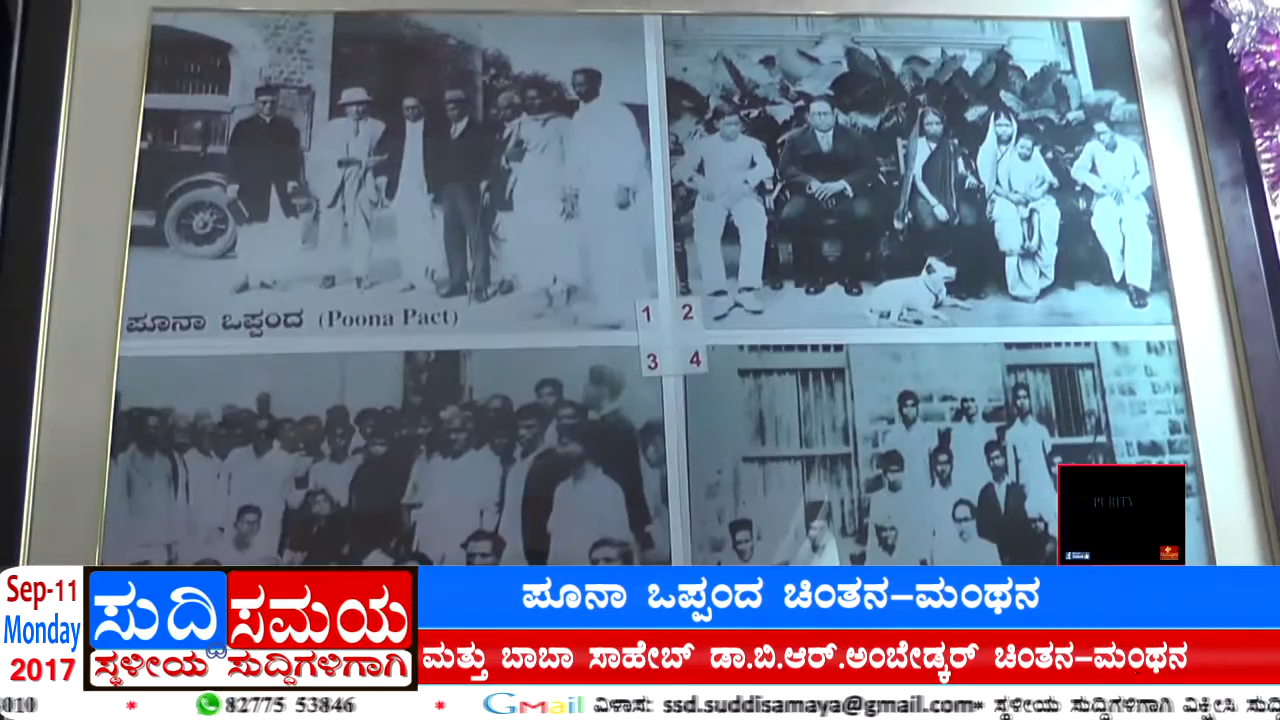 ಪೂನಾ ಒಪ್ಪಂದ (Poona Pact)
1 2
3 4
PURITY
Sep-11
Monday
2017
ಸುದ್ದಿ ಸಮಯ
ಸ್ಥಳೀಯ ಸುದ್ದಿಗಳಿಗಾಗಿ
ಪೂನಾ ಒಪ್ಪಂದ ಚಿಂತನ-ಮಂಥನ
ಮತ್ತು ಬಾಬಾ ಸಾಹೇಬ್ ಡಾ.ಬಿ.ಆರ್.ಅಂಬೇಡ್ಕರ್ ಚಿಂತನ-ಮಂಥನ
010 * 82775 53846 * Gmail ವಿಳಾಸ: ssd.suddisamaya@gmail.com* ಸ್ಥಳೀಯ ಸುದ್ದಿಗಳಿಗಾಗಿ ವೀಕ್ಷಿಸಿ